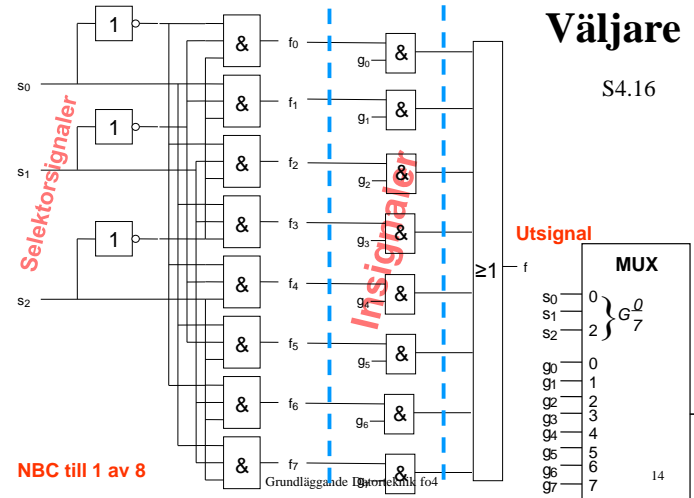 Väljare
S4.16
Selektorsignaler
s0
s1
s2
1
1
1
&
&
&
&
&
&
&
&
f0
f1
f2
f3
f4
f5
f6
f7
Insignaler
g0
g1
g2
g3
g4
g5
g6
g7
&
&
&
&
&
&
&
&
≥1
f
Utsignal
MUX
s0 0
s1
s2 2
} G 0/7
g0 0
g1 1
g2 2
g3 3
g4 4
g5 5
g6 6
g7 7
NBC till 1 av 8
Grundläggande Datorteknik fo4
14